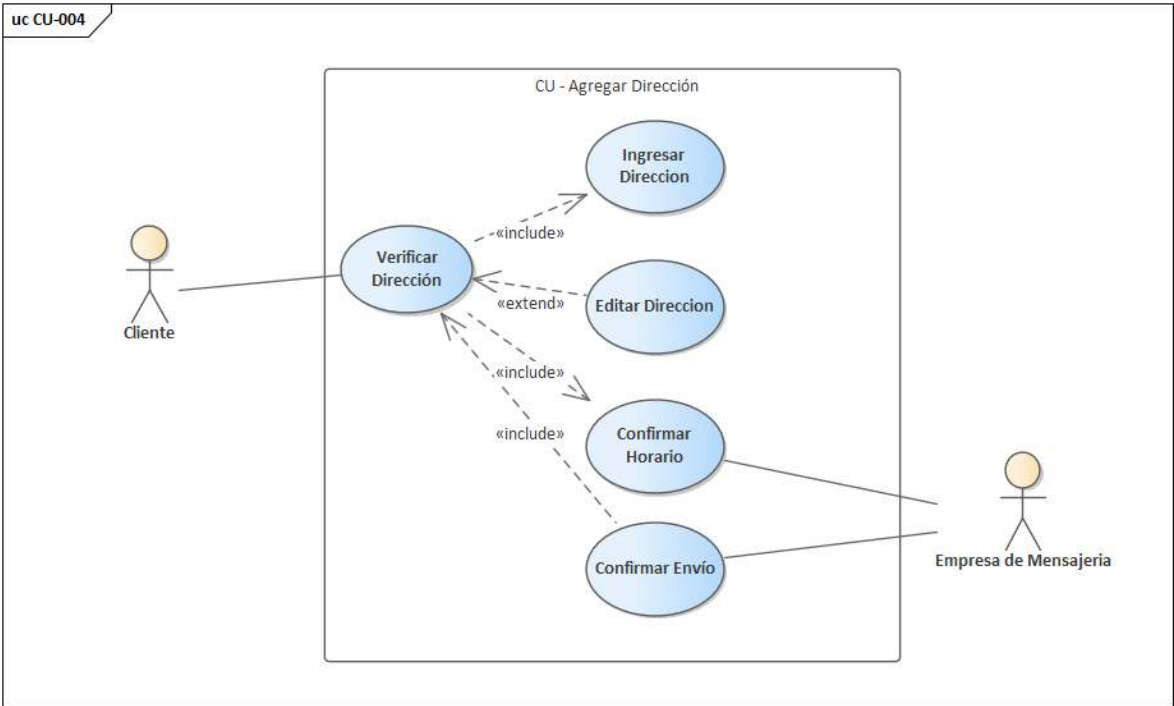 uc CU-004
CU - Agregar Dirección
Ingresar
Direccion
«include»
Verificar
Dirección
Editar Direccion
«extend»
Cliente
«include»
Confirmar
Horario
«include»
Confirmar Envío
Empresa de Mensajeria